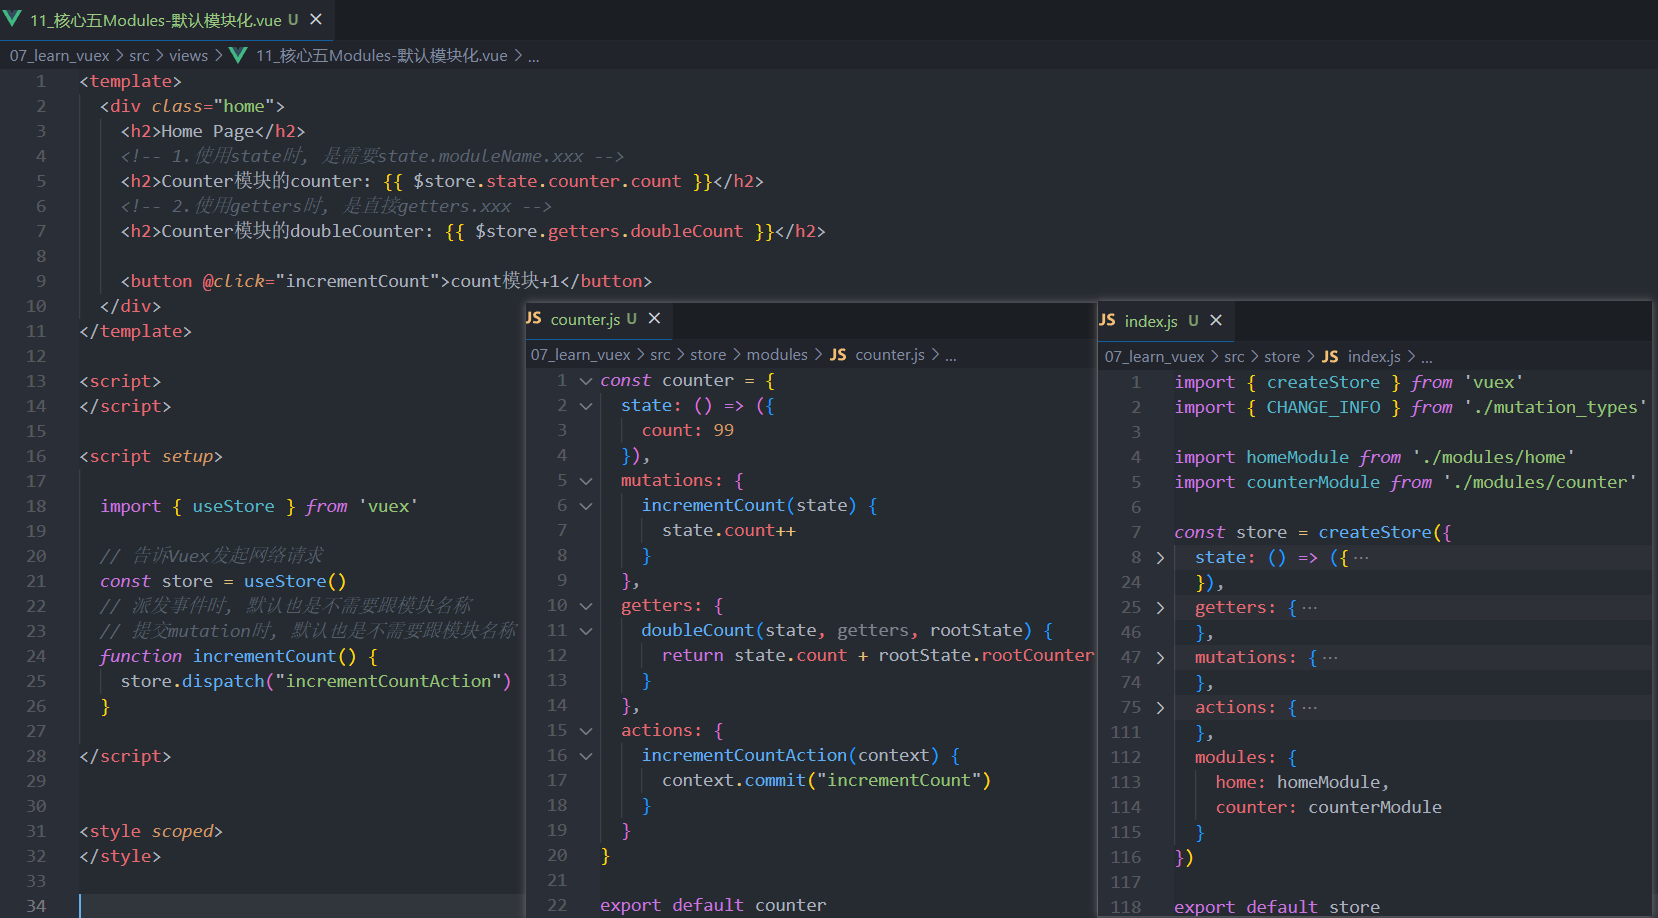 11_核心五Modules-默认模块化.vue U ×
07_learn_vuex > src > views > 11_核心五Modules-默认模块化.vue > ...
1 <template>
2 <div class="home">
3 <h2>Home Page</h2>
4 <!-- 1.使用state时, 是需要state.moduleName.xxx -->
5 <h2>Counter模块的counter: {{ $store.state.counter.count }}</h2>
6 <!-- 2.使用getters时, 是直接getters.xxx -->
7 <h2>Counter模块的doubleCounter: {{ $store.getters.doubleCount }}</h2>
8
9 <button @click="incrementCount">count模块+1</button>
10 </div>
11 </template>
12
13 <script>
14 </script>
15
16 <script setup>
17
18 import { useStore } from 'vuex'
19
20 // 告诉Vuex发起网络请求
21 const store = useStore()
22 // 派发事件时, 默认也是不需要跟模块名称
23 // 提交mutation时, 默认也是不需要跟模块名称
24 function incrementCount() {
25 store.dispatch("incrementCountAction")
26 }
27
28 </script>
29
30
31 <style scoped>
32 </style>
33
34
JS counter.js U ×
07_learn_vuex > src > store > modules > JS counter.js > ...
1 const counter = {
2 state: () => ({
3 count: 99
4 }),
5 mutations: {
6 incrementCount(state) {
7 state.count++
8 }
9 },
10 getters: {
11 doubleCount(state, getters, rootState) {
12 return state.count + rootState.rootCounter
13 }
14 },
15 actions: {
16 incrementCountAction(context) {
17 context.commit("incrementCount")
18 }
19 }
20 }
21
22 export default counter
JS index.js U ×
07_learn_vuex > src > store > JS index.js > ...
1 import { createStore } from 'vuex'
2 import { CHANGE_INFO } from './mutation_types'
3
4 import homeModule from './modules/home'
5 import counterModule from './modules/counter'
6
7 const store = createStore({
8 state: () => ({ ...
24 }),
25 getters: { ...
46 },
47 mutations: { ...
74 },
75 actions: { ...
111 },
112 modules: {
113 home: homeModule,
114 counter: counterModule
115 }
116 })
117
118 export default store